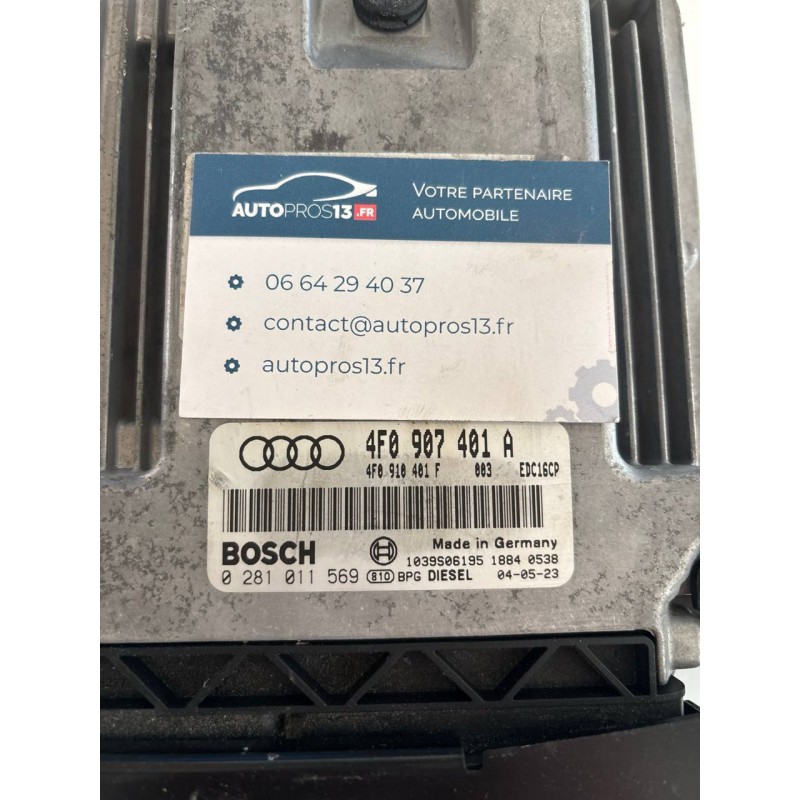 AUTOPROS13.FR
VOTRE PARTENAIRE
AUTOMOBILE
06 64 29 40 37
contact@autopros13.fr
autopros13.fr
4F0 907 401 A
4F0 910 401 F 003 EDC16CP
BOSCH Made in Germany
1039S06195 1884 0538
0 281 011 569 810 BPG DIESEL 04-05-23